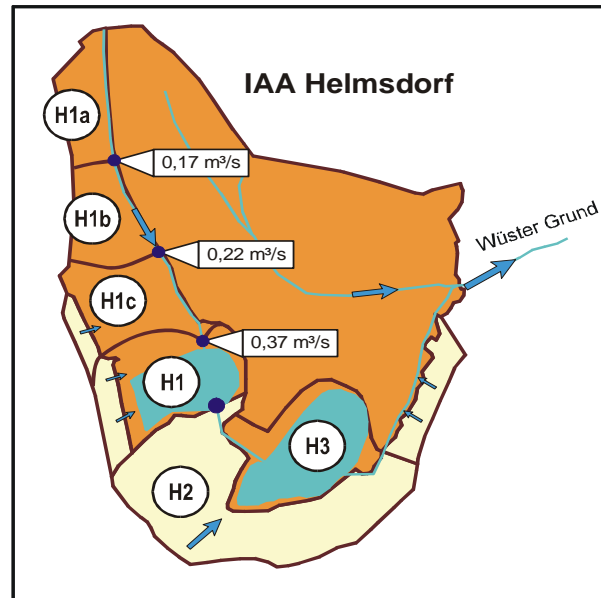 IAA Helmsdorf
H1a
0,17 m³/s
H1b
Wüster Grund
0,22 m³/s
H1c
0,37 m³/s
H1
H3
H2